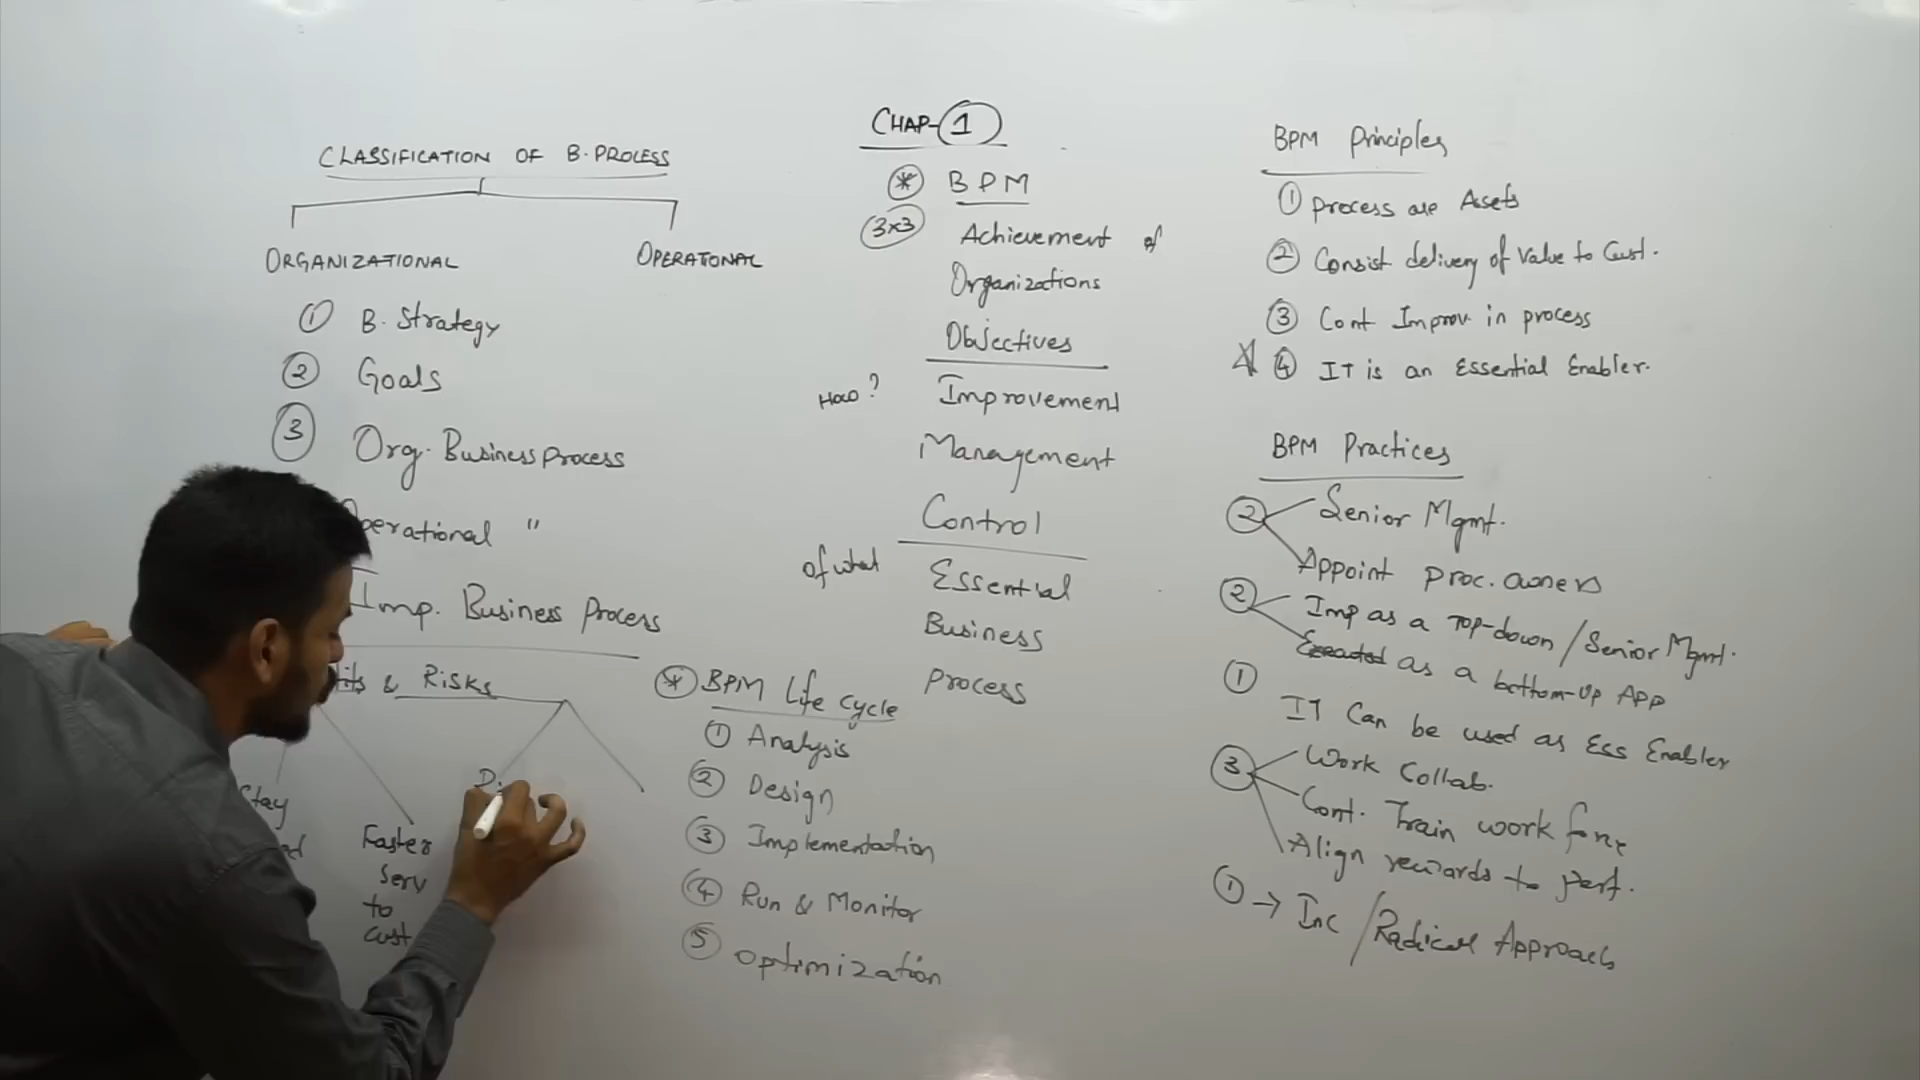 CLASSIFICATION OF B.PROCESS
ORGANIZATIONAL
OPERATONAL
① B. Strategy
② Goals
③ Org. Business process
perational "
Imp. Business Process
its & Risks
Stay
Faster
Serv
to
Cust
Di
CHAP-1
* BPM
3x3 Achievement of
Organizations
Objectives
How? Improvement
Management
Control
of what Essential
Business
process
* BPM Life cycle
① Analysis
② Design
③ Implementation
④ Run & Monitor
⑤ Optimization
BPM Principles
① process are Assets
② Consist delivery of Value to Cust.
③ Cont Improv. in process
④ IT is an Essential Enabler.
BPM Practices
② Senior Mgmt.
Appoint proc. owners
② Imp as a Top-down / Senior Mgmt.
Executed as a bottom-up App
① IT Can be used as Ess Enabler
③ Work Collab.
Cont. Train work force
Align rewards to perf.
① → Inc / Radical Approach